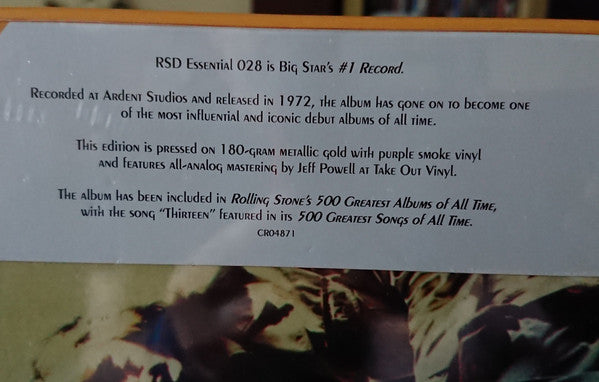 RSD Essential 028 is Big Star's #1 Record.
Recorded at Ardent Studios and released in 1972, the album has gone on to become one
of the most influential and iconic debut albums of all time.
This edition is pressed on 180-gram metallic gold with purple smoke vinyl
and features all-analog mastering by Jeff Powell at Take Out Vinyl.
The album has been included in Rolling Stone's 500 Greatest Albums of All Time,
with the song "Thirteen" featured in its 500 Greatest Songs of All Time.
CR04871